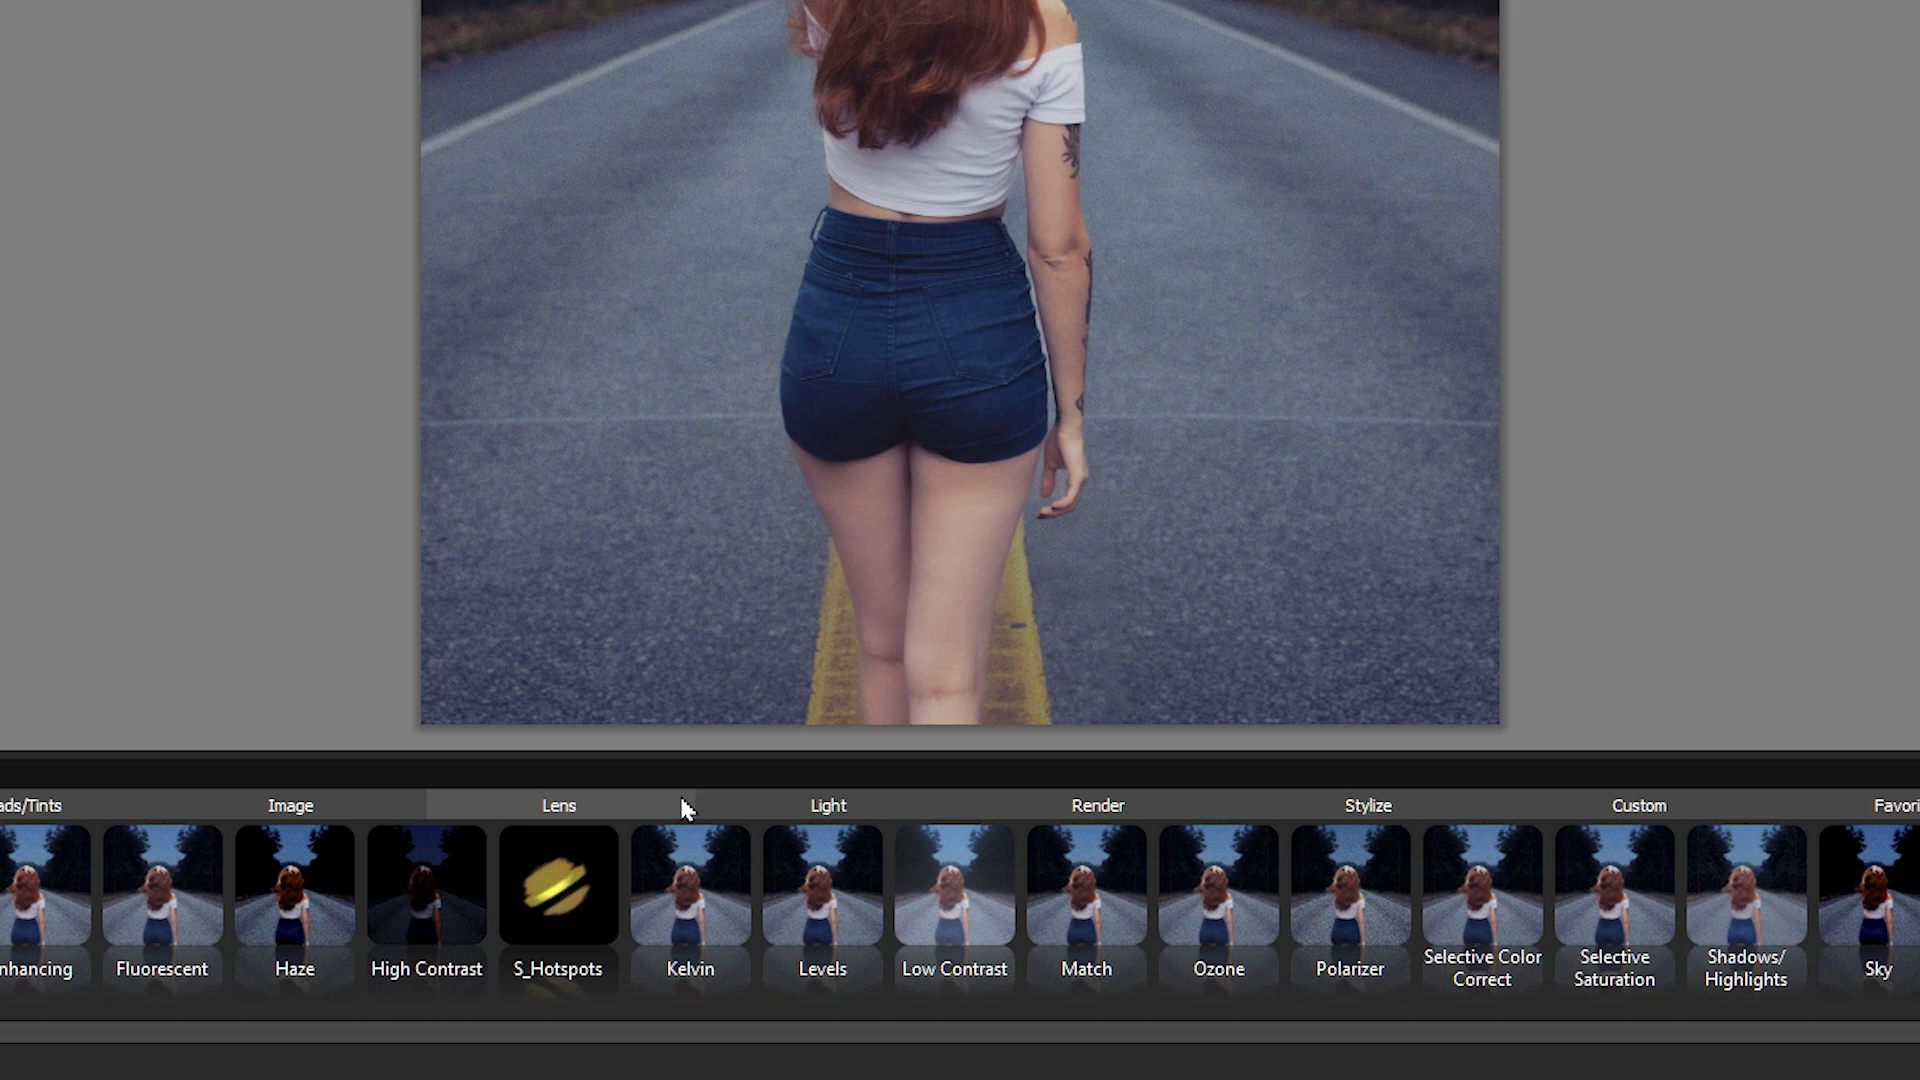 ads/Tints
Image
Lens
Light
Render
Stylize
Custom
Favori
nhancing
Fluorescent
Haze
High Contrast
S_Hotspots
Kelvin
Levels
Low Contrast
Match
Ozone
Polarizer
Selective Color
Correct
Selective
Saturation
Shadows/
Highlights
Sky